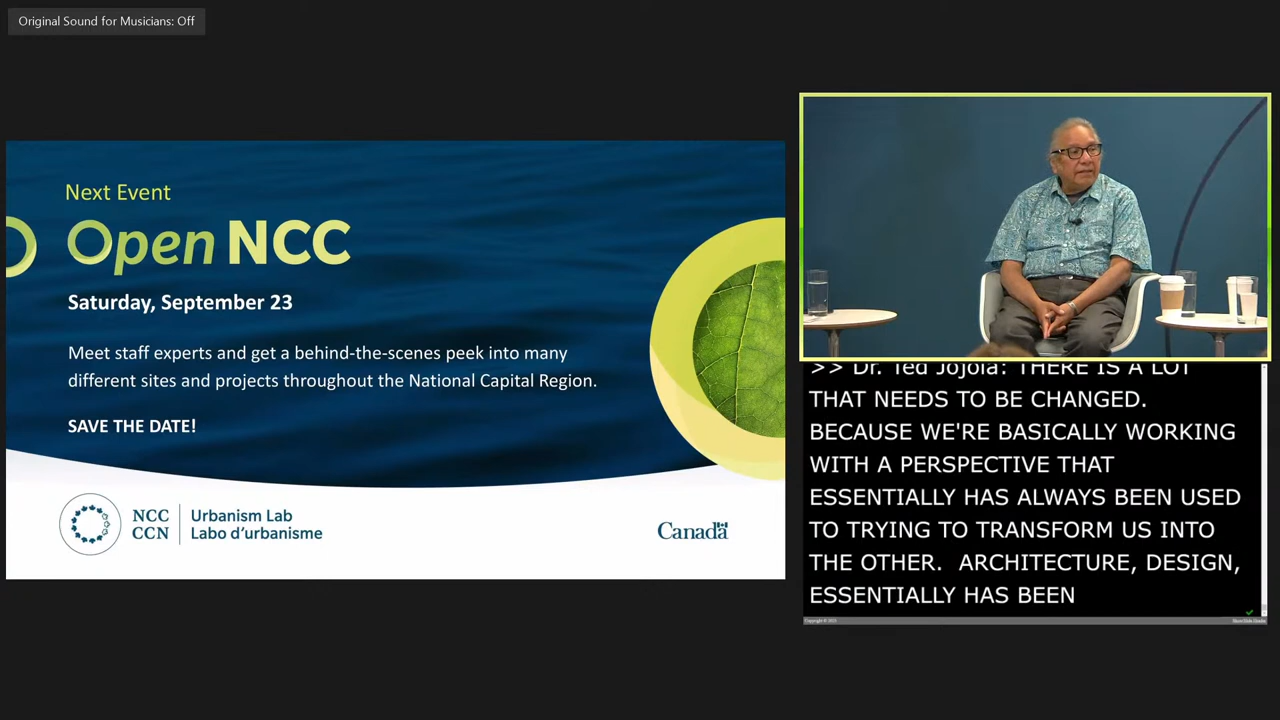 Original Sound for Musicians: Off
Next Event
Open NCC
Saturday, September 23
Meet staff experts and get a behind-the-scenes peek into many
different sites and projects throughout the National Capital Region.
SAVE THE DATE!
NCC
CCN
Urbanism Lab
Labo d'urbanisme
Canada
>> Dr. Ted Jojola: THERE IS A LOT
THAT NEEDS TO BE CHANGED.
BECAUSE WE'RE BASICALLY WORKING
WITH A PERSPECTIVE THAT
ESSENTIALLY HAS ALWAYS BEEN USED
TO TRYING TO TRANSFORM US INTO
THE OTHER.  ARCHITECTURE, DESIGN,
ESSENTIALLY HAS BEEN